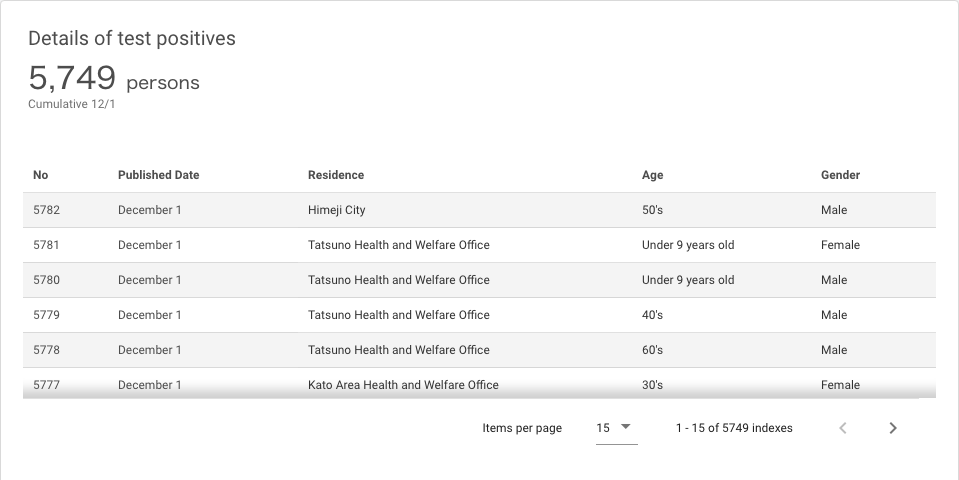 Details of test positives
5,749 persons
Cumulative 12/1
No Published Date Residence Age Gender
5782 December 1 Himeji City 50's Male
5781 December 1 Tatsuno Health and Welfare Office Under 9 years old Female
5780 December 1 Tatsuno Health and Welfare Office Under 9 years old Male
5779 December 1 Tatsuno Health and Welfare Office 40's Male
5778 December 1 Tatsuno Health and Welfare Office 60's Male
5777 December 1 Kato Area Health and Welfare Office 30's Female
Items per page 15 1 - 15 of 5749 indexes